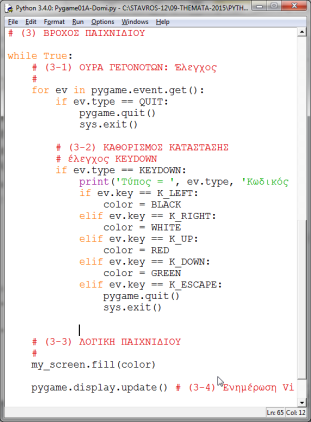 Python 3.4.0: Pygame01A-Domi.py - C:\STAVROS-12\09-THEMATA-2015\PYTH...
File Edit Format Run Options Windows Help
# (3) ΒΡΟΧΟΣ ΠΑΙΧΝΙΔΙΟΥ
while True:
    # (3-1) ΟΥΡΑ ΓΕΓΟΝΟΤΩΝ: Έλεγχος
    #
    for ev in pygame.event.get():
        if ev.type == QUIT:
            pygame.quit()
            sys.exit()
        # (3-2) ΚΑΘΟΡΙΣΜΟΣ ΚΑΤΑΣΤΑΣΗΣ
        # έλεγχος KEYDOWN
        if ev.type == KEYDOWN:
            print('Τύπος = ', ev.type, 'Κωδικός
            if ev.key == K_LEFT:
                color = BLACK
            elif ev.key == K_RIGHT:
                color = WHITE
            elif ev.key == K_UP:
                color = RED
            elif ev.key == K_DOWN:
                color = GREEN
            elif ev.key == K_ESCAPE:
                pygame.quit()
                sys.exit()
    # (3-3) ΛΟΓΙΚΗ ΠΑΙΧΝΙΔΙΟΥ
    #
    my_screen.fill(color)
    pygame.display.update() # (3-4) Ενημέρωση Vi
Ln: 65 Col: 12